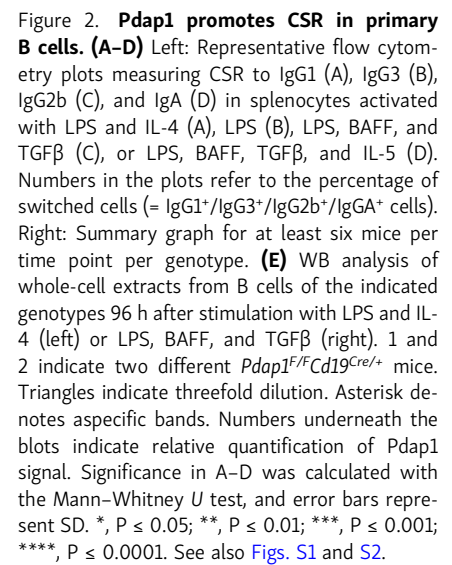 Figure 2. Pdap1 promotes CSR in primary
B cells. (A–D) Left: Representative flow cytom-
etry plots measuring CSR to IgG1 (A), IgG3 (B),
IgG2b (C), and IgA (D) in splenocytes activated
with LPS and IL-4 (A), LPS (B), LPS, BAFF, and
TGFβ (C), or LPS, BAFF, TGFβ, and IL-5 (D).
Numbers in the plots refer to the percentage of
switched cells (= IgG1⁺/IgG3⁺/IgG2b⁺/IgGA⁺ cells).
Right: Summary graph for at least six mice per
time point per genotype. (E) WB analysis of
whole-cell extracts from B cells of the indicated
genotypes 96 h after stimulation with LPS and IL-
4 (left) or LPS, BAFF, and TGFβ (right). 1 and
2 indicate two different Pdap1ᶠ/ᶠCd19ᶜʳᵉ/⁺ mice.
Triangles indicate threefold dilution. Asterisk de-
notes aspecific bands. Numbers underneath the
blots indicate relative quantification of Pdap1
signal. Significance in A–D was calculated with
the Mann–Whitney U test, and error bars repre-
sent SD. *, P ≤ 0.05; **, P ≤ 0.01; ***, P ≤ 0.001;
****, P ≤ 0.0001. See also Figs. S1 and S2.